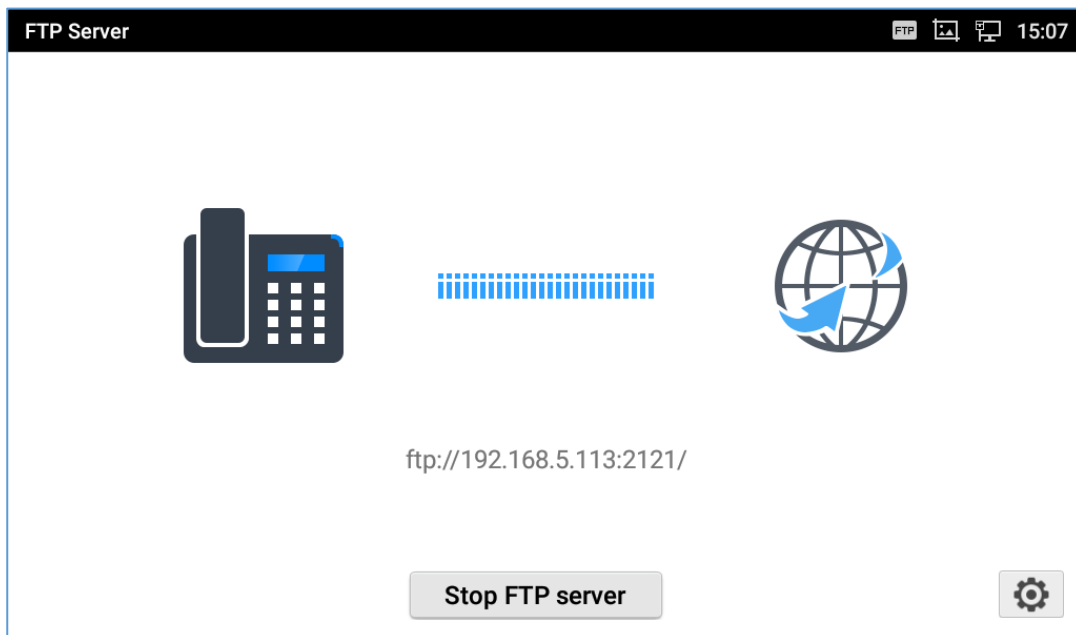 FTP Server
FTP
15:07
ftp://192.168.5.113:2121/
Stop FTP server